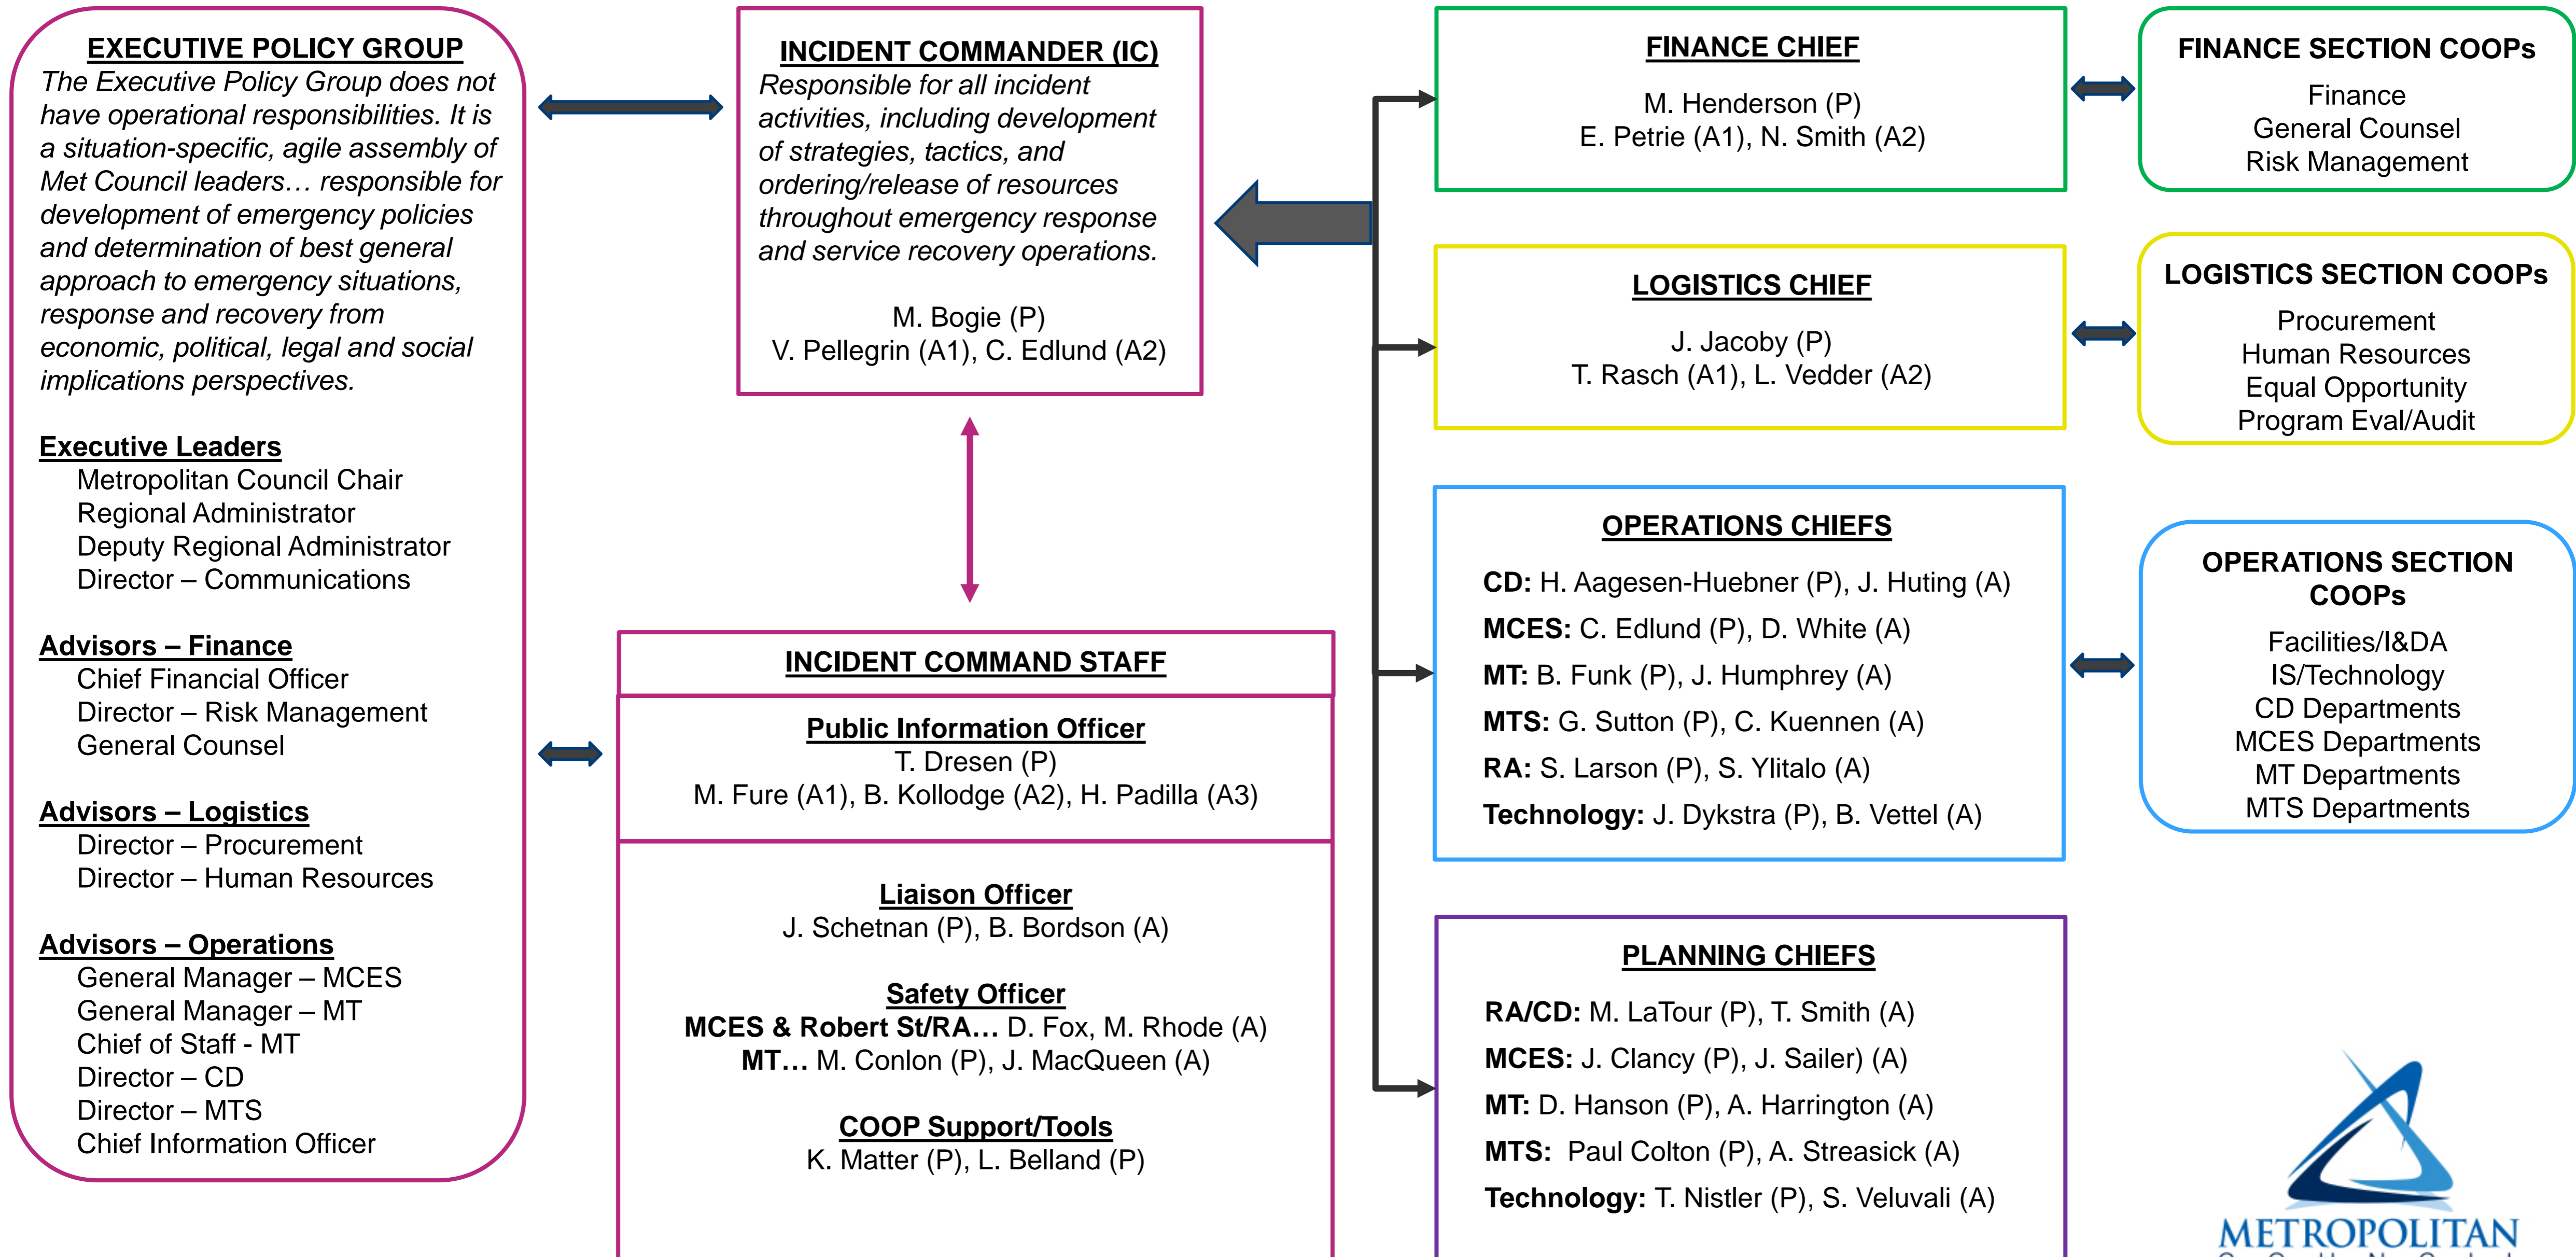 EXECUTIVE POLICY GROUP
The Executive Policy Group does not
have operational responsibilities. It is
a situation-specific, agile assembly of
Met Council leaders… responsible for
development of emergency policies
and determination of best general
approach to emergency situations,
response and recovery from
economic, political, legal and social
implications perspectives.
Executive Leaders
Metropolitan Council Chair
Regional Administrator
Deputy Regional Administrator
Director – Communications
Advisors – Finance
Chief Financial Officer
Director – Risk Management
General Counsel
Advisors – Logistics
Director – Procurement
Director – Human Resources
Advisors – Operations
General Manager – MCES
General Manager – MT
Chief of Staff - MT
Director – CD
Director – MTS
Chief Information Officer
INCIDENT COMMANDER (IC)
Responsible for all incident
activities, including development
of strategies, tactics, and
ordering/release of resources
throughout emergency response
and service recovery operations.
M. Bogie (P)
V. Pellegrin (A1), C. Edlund (A2)
INCIDENT COMMAND STAFF
Public Information Officer
T. Dresen (P)
M. Fure (A1), B. Kollodge (A2), H. Padilla (A3)
Liaison Officer
J. Schetnan (P), B. Bordson (A)
Safety Officer
MCES & Robert St/RA… D. Fox, M. Rhode (A)
MT… M. Conlon (P), J. MacQueen (A)
COOP Support/Tools
K. Matter (P), L. Belland (P)
FINANCE CHIEF
M. Henderson (P)
E. Petrie (A1), N. Smith (A2)
LOGISTICS CHIEF
J. Jacoby (P)
T. Rasch (A1), L. Vedder (A2)
OPERATIONS CHIEFS
CD: H. Aagesen-Huebner (P), J. Huting (A)
MCES: C. Edlund (P), D. White (A)
MT: B. Funk (P), J. Humphrey (A)
MTS: G. Sutton (P), C. Kuennen (A)
RA: S. Larson (P), S. Ylitalo (A)
Technology: J. Dykstra (P), B. Vettel (A)
PLANNING CHIEFS
RA/CD: M. LaTour (P), T. Smith (A)
MCES: J. Clancy (P), J. Sailer) (A)
MT: D. Hanson (P), A. Harrington (A)
MTS: Paul Colton (P), A. Streasick (A)
Technology: T. Nistler (P), S. Veluvali (A)
FINANCE SECTION COOPs
Finance
General Counsel
Risk Management
LOGISTICS SECTION COOPs
Procurement
Human Resources
Equal Opportunity
Program Eval/Audit
OPERATIONS SECTION
COOPs
Facilities/I&DA
IS/Technology
CD Departments
MCES Departments
MT Departments
MTS Departments
METROPOLITAN